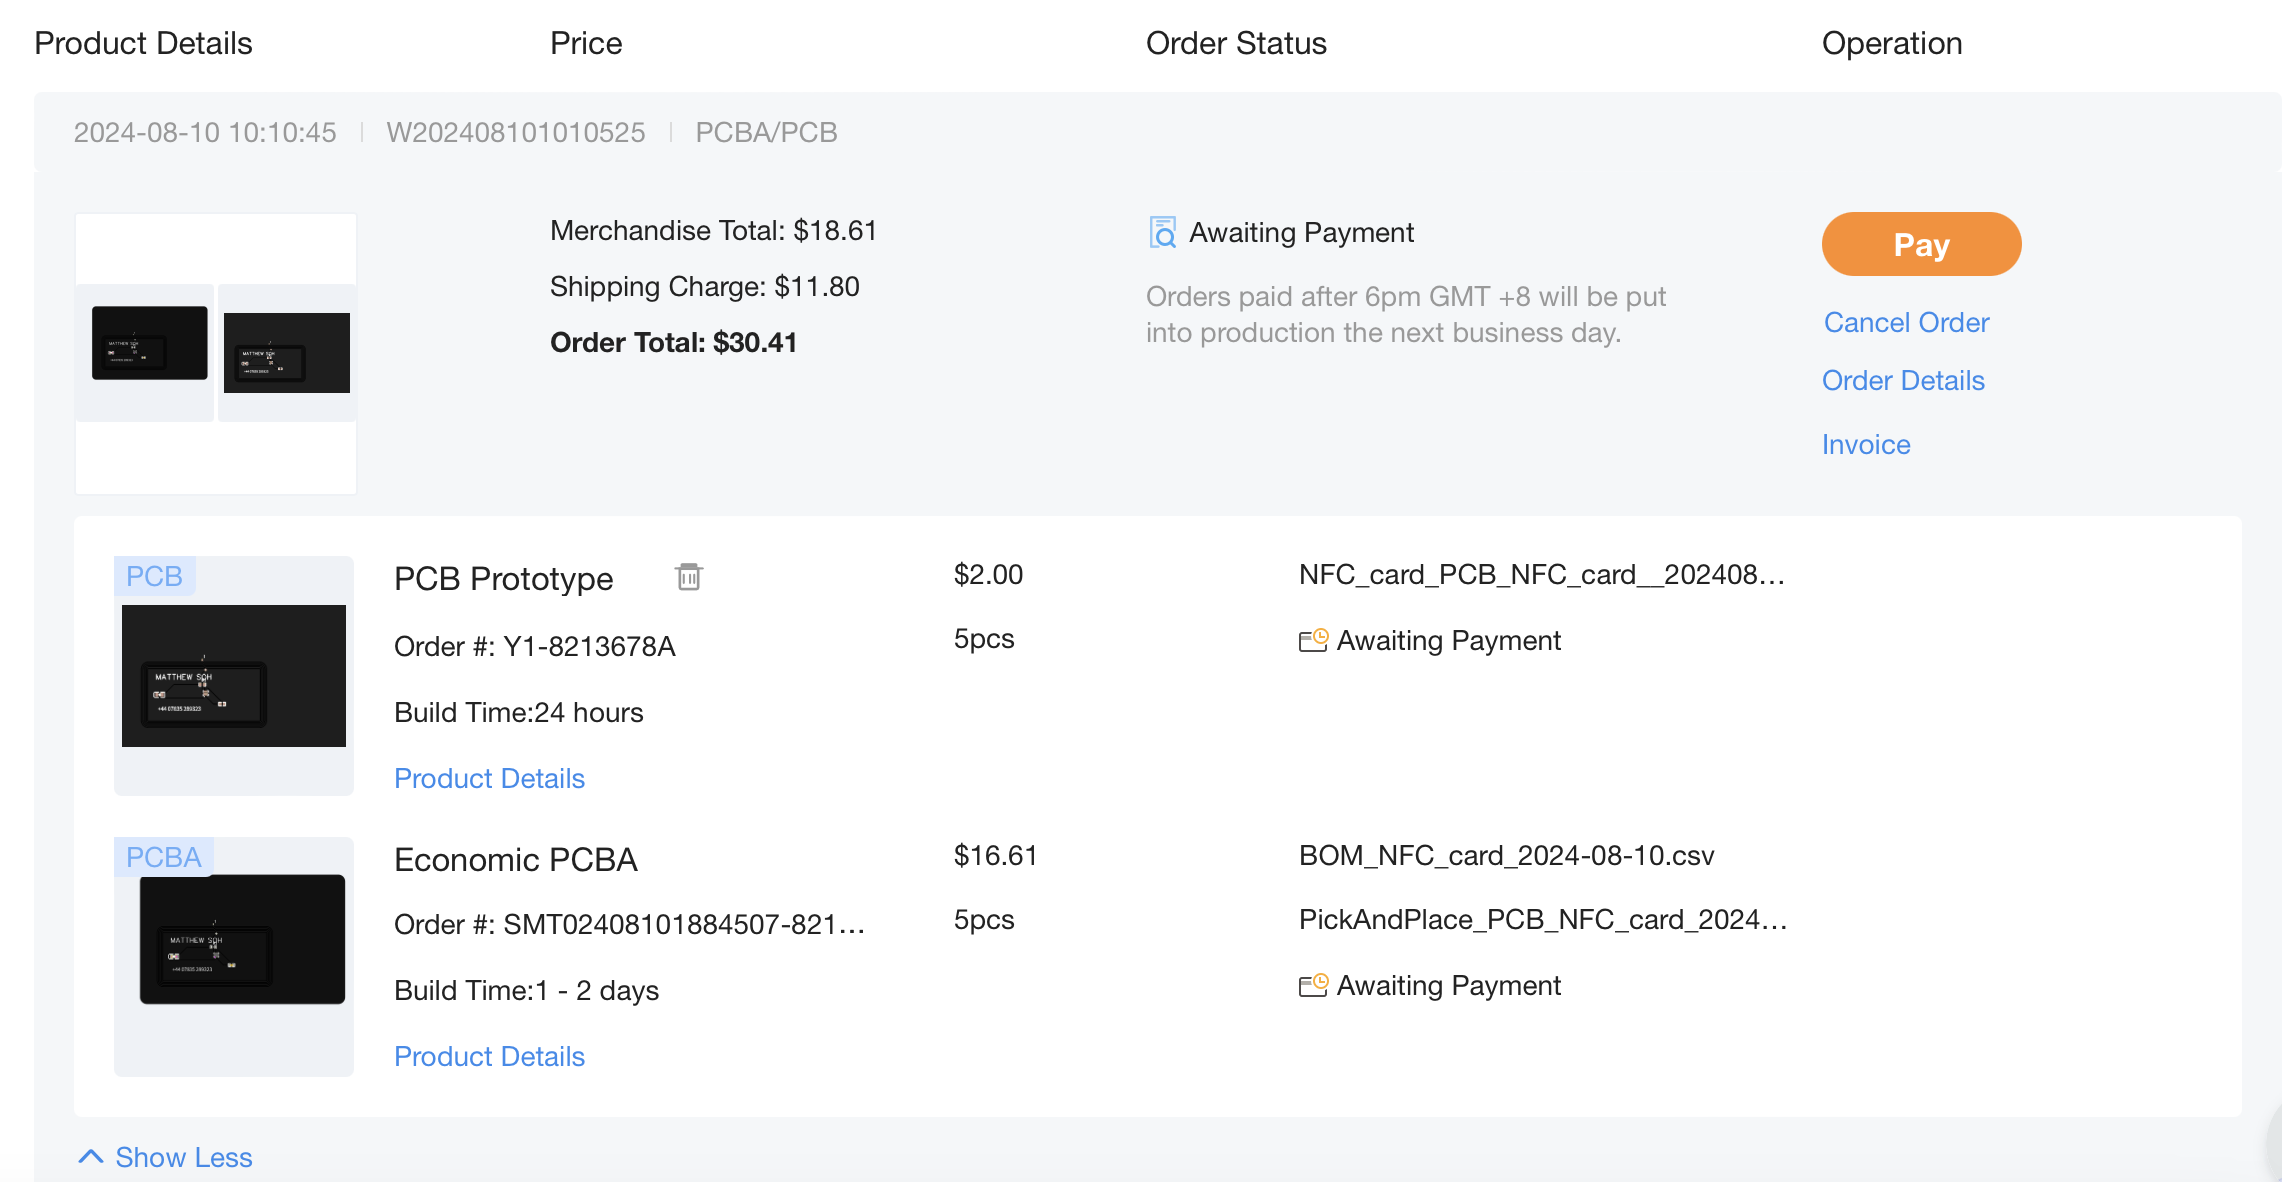 Product Details Price Order Status Operation
2024-08-10 10:10:45 W202408101010525 PCBA/PCB
Merchandise Total: $18.61
Shipping Charge: $11.80
Order Total: $30.41
Awaiting Payment
Orders paid after 6pm GMT +8 will be put
into production the next business day.
Pay
Cancel Order
Order Details
Invoice
MATTHEW SOH
MATTHEW SOH
PCB
MATTHEW SOH
PCB Prototype
Order #: Y1-8213678A
Build Time:24 hours
Product Details
$2.00
5pcs
NFC_card_PCB_NFC_card__202408...
Awaiting Payment
PCBA
MATTHEW SOH
Economic PCBA
Order #: SMT02408101884507-821...
Build Time:1 - 2 days
Product Details
$16.61
5pcs
BOM_NFC_card_2024-08-10.csv
PickAndPlace_PCB_NFC_card_2024...
Awaiting Payment
Show Less